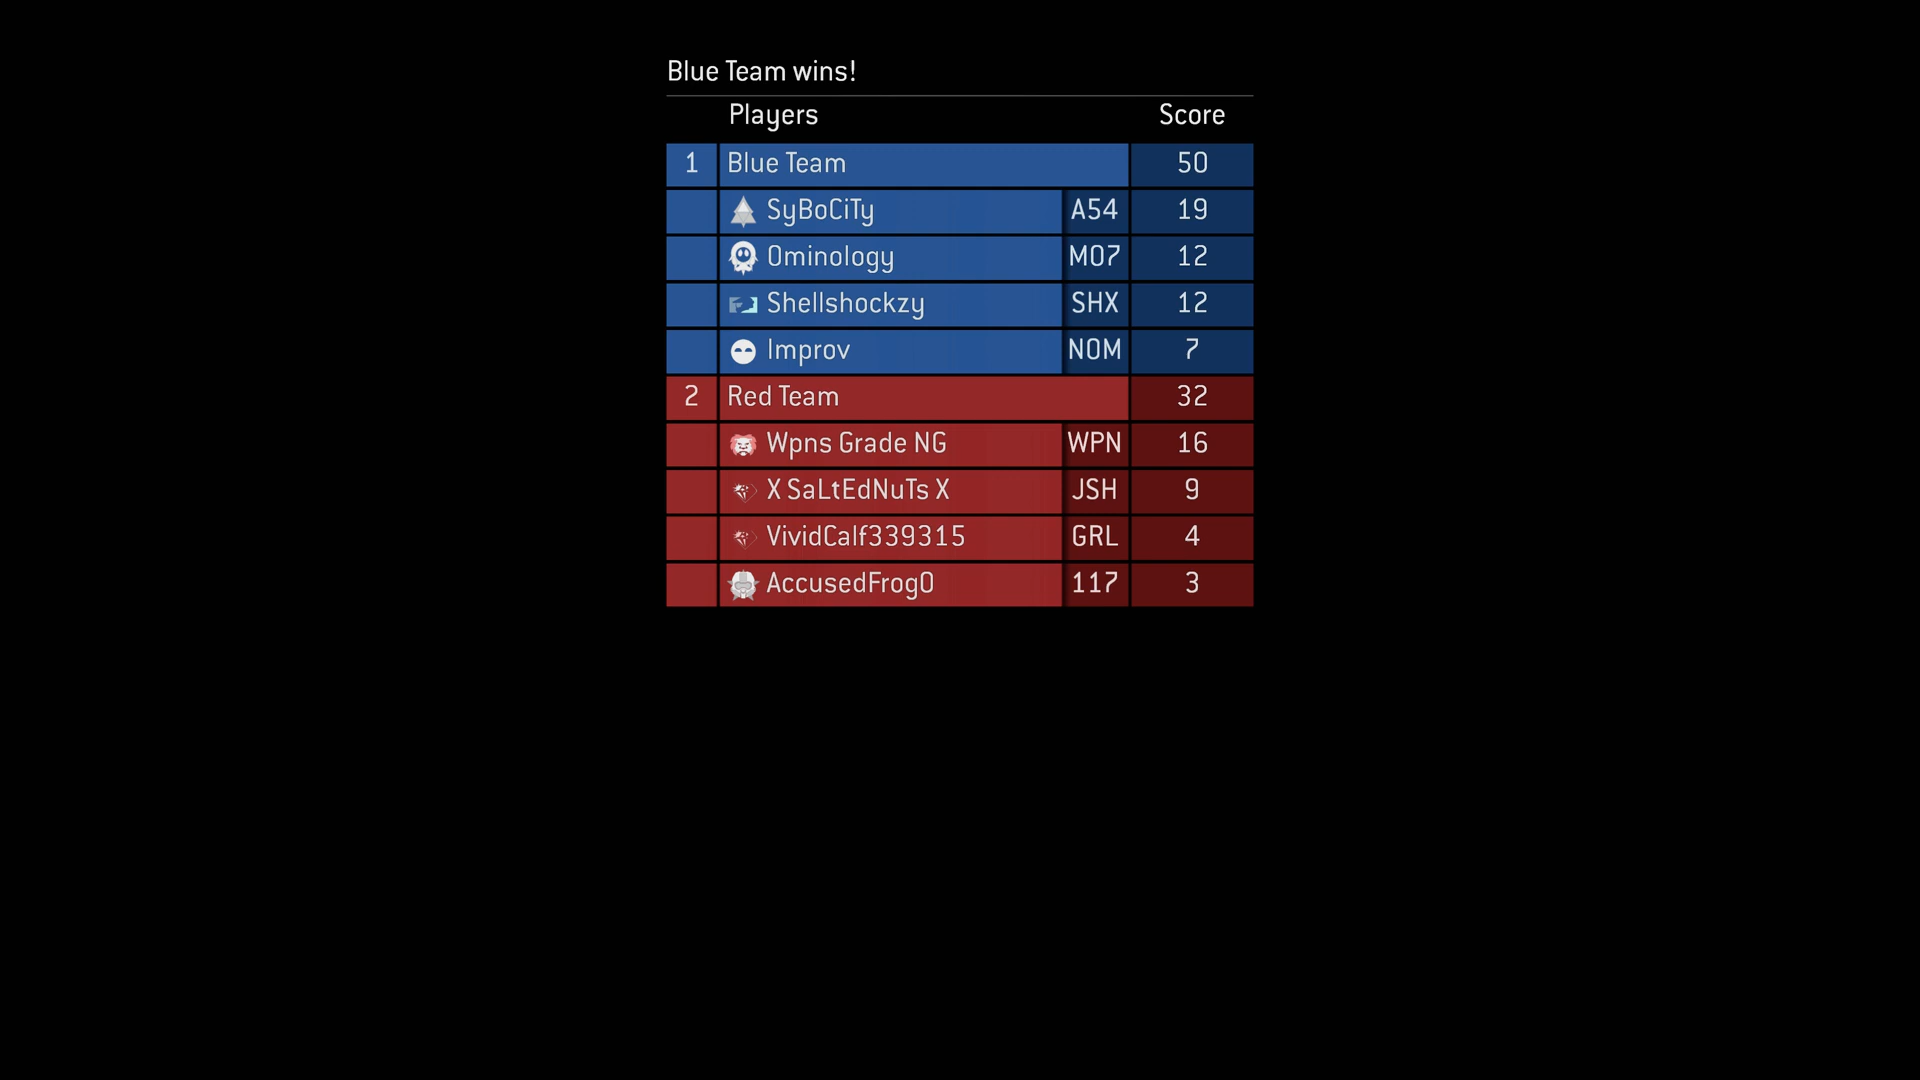 Blue Team wins!
Players Score
1 Blue Team 50
SyBoCiTy A54 19
Ominology MO7 12
Shellshockzy SHX 12
Improv NOM 7
2 Red Team 32
Wpns Grade NG WPN 16
X SaLtEdNuTs X JSH 9
VividCalf339315 GRL 4
AccusedFrog0 117 3